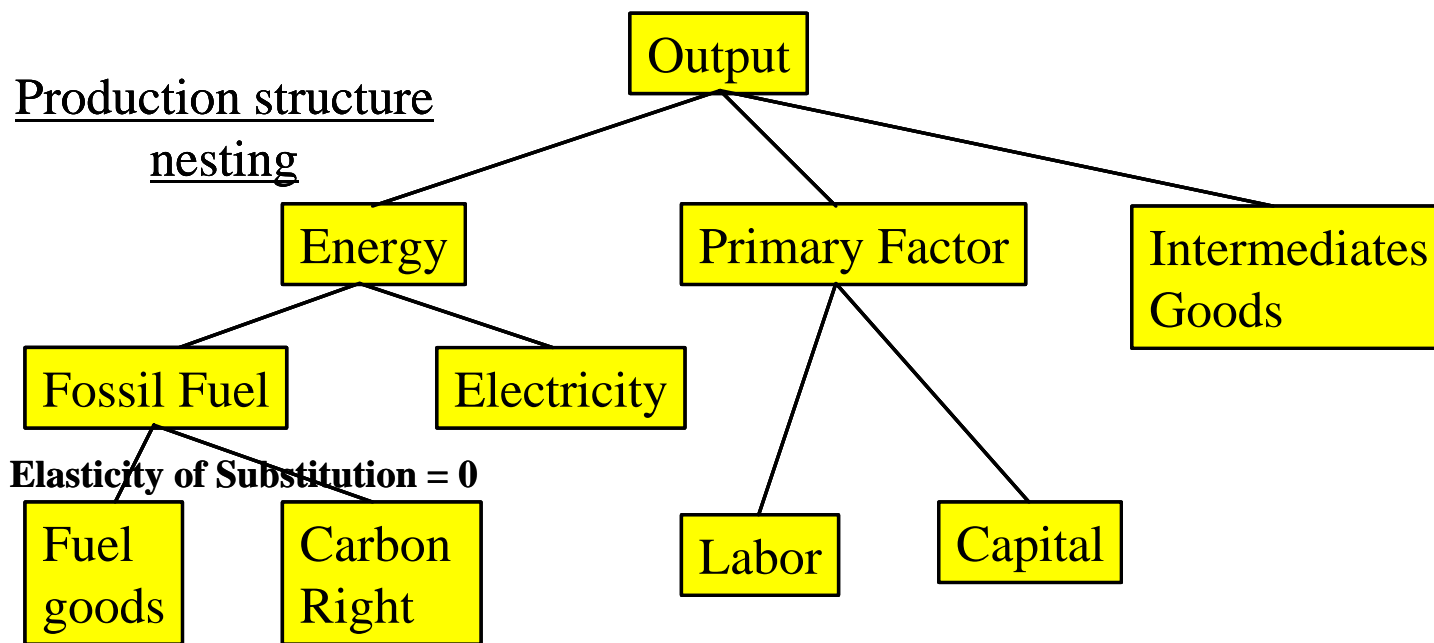 Output
Production structure
nesting
Energy
Primary Factor
Intermediates
Goods
Fossil Fuel
Electricity
Elasticity of Substitution = 0
Fuel
goods
Carbon
Right
Labor
Capital